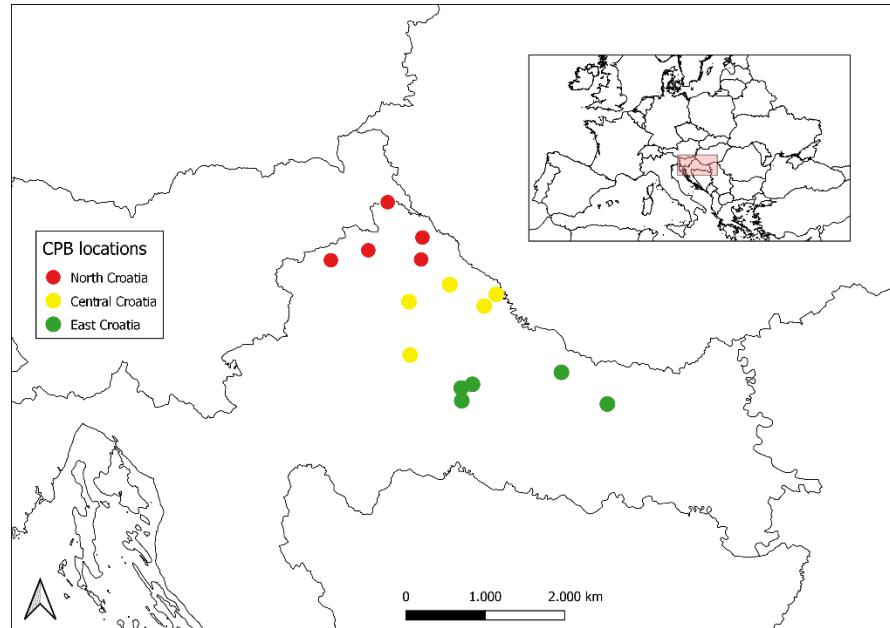 CPB locations
North Croatia
Central Croatia
East Croatia
0 1.000 2.000 km